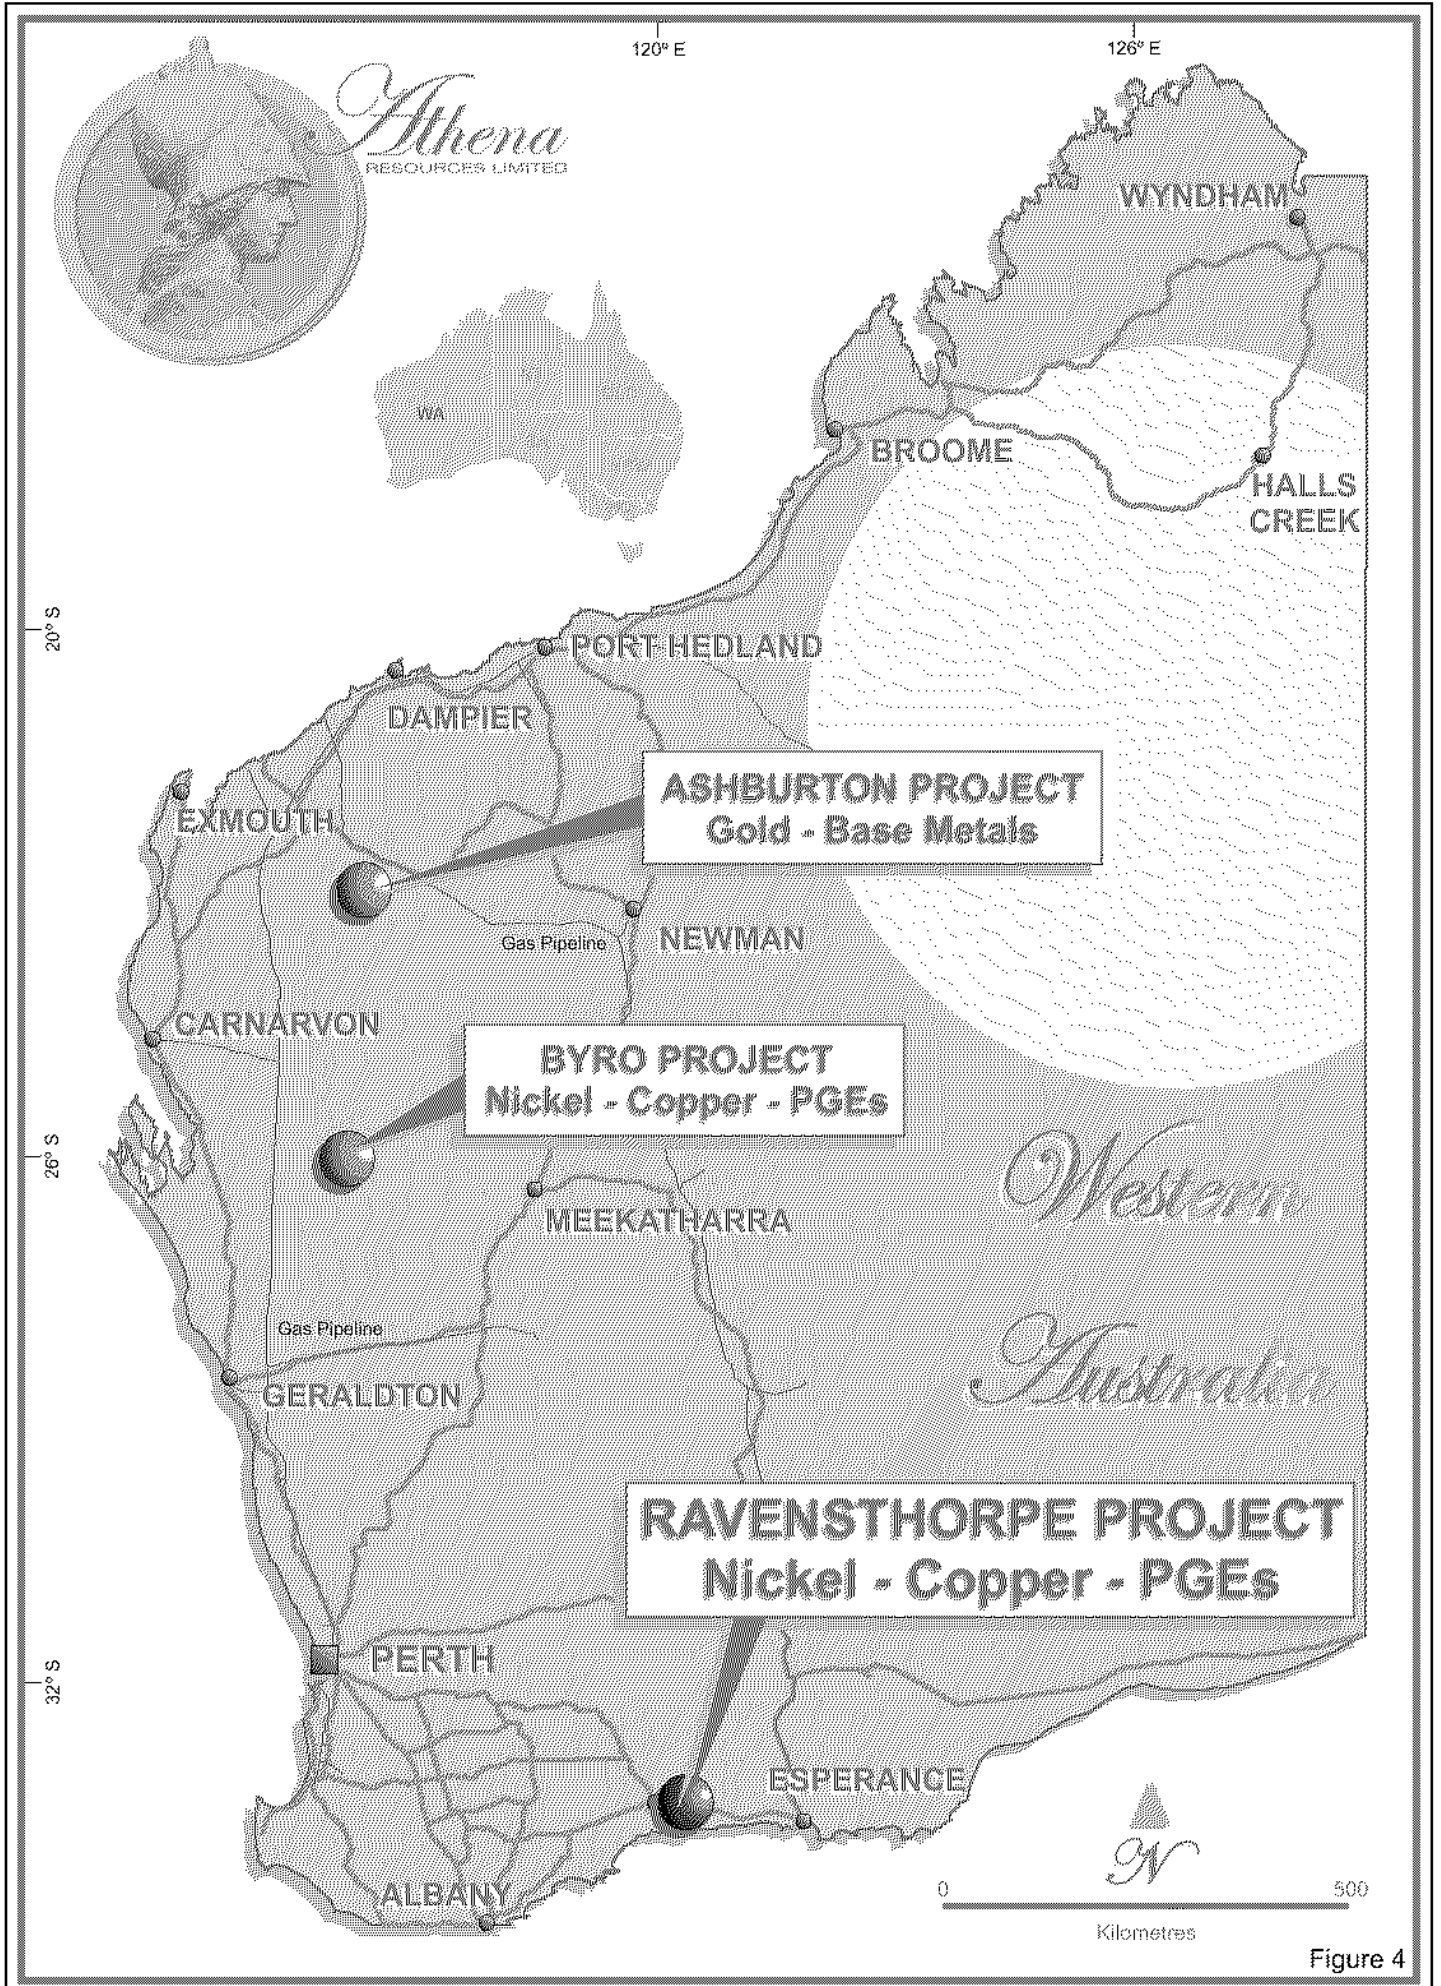 120° E
126° E
Athena
RESOURCES LIMITED
WYNDHAM
WA
BROOME
HALLS
CREEK
20° S
PORT HEDLAND
DAMPIER
ASHBURTON PROJECT
Gold - Base Metals
EXMOUTH
Gas Pipeline
NEWMAN
CARNARVON
BYRO PROJECT
Nickel - Copper - PGEs
26° S
Western
MEEKATHARRA
Gas Pipeline
Australia
GERALDTON
RAVENSTHORPE PROJECT
Nickel - Copper - PGEs
PERTH
32° S
ESPERANCE
N
ALBANY
0
500
Kilometres
Figure 4